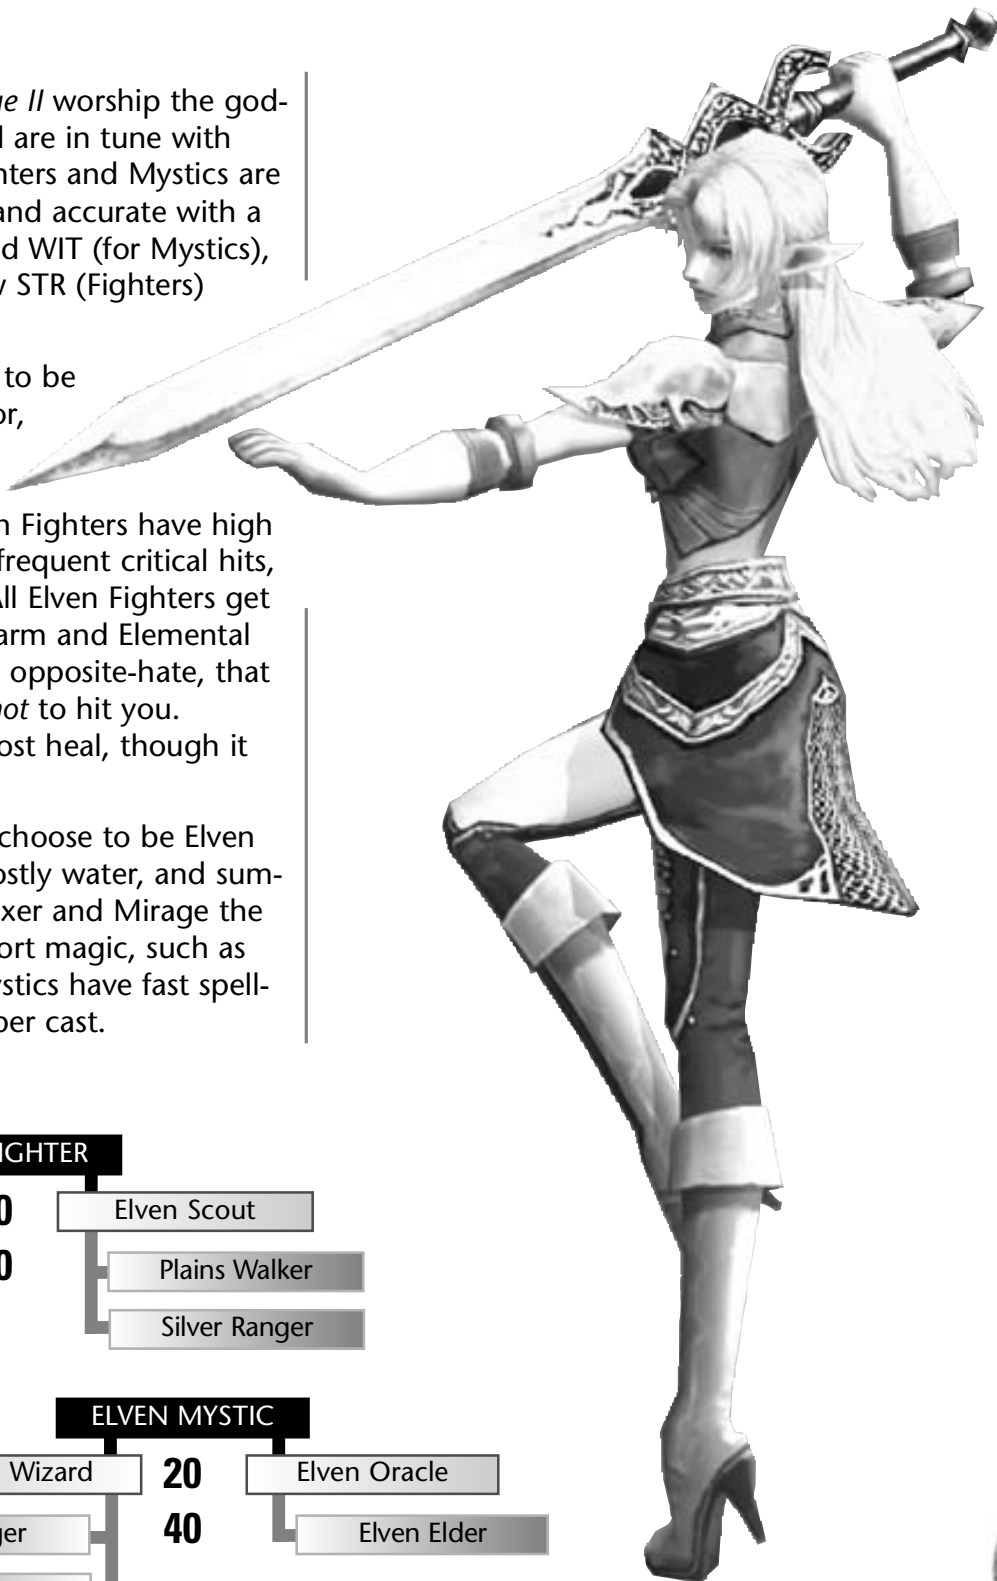 ge II worship the god-
d are in tune with
hters and Mystics are
and accurate with a
d WIT (for Mystics),
w STR (Fighters)
to be
or,
n Fighters have high
frequent critical hits,
All Elven Fighters get
arm and Elemental
opposite-hate, that
not to hit you.
ost heal, though it
choose to be Elven
ostly water, and sum-
xer and Mirage the
ort magic, such as
ystics have fast spell-
per cast.
IGHTER
0 Elven Scout
0 Plains Walker
Silver Ranger
ELVEN MYSTIC
Wizard 20 Elven Oracle
ger 40 Elven Elder